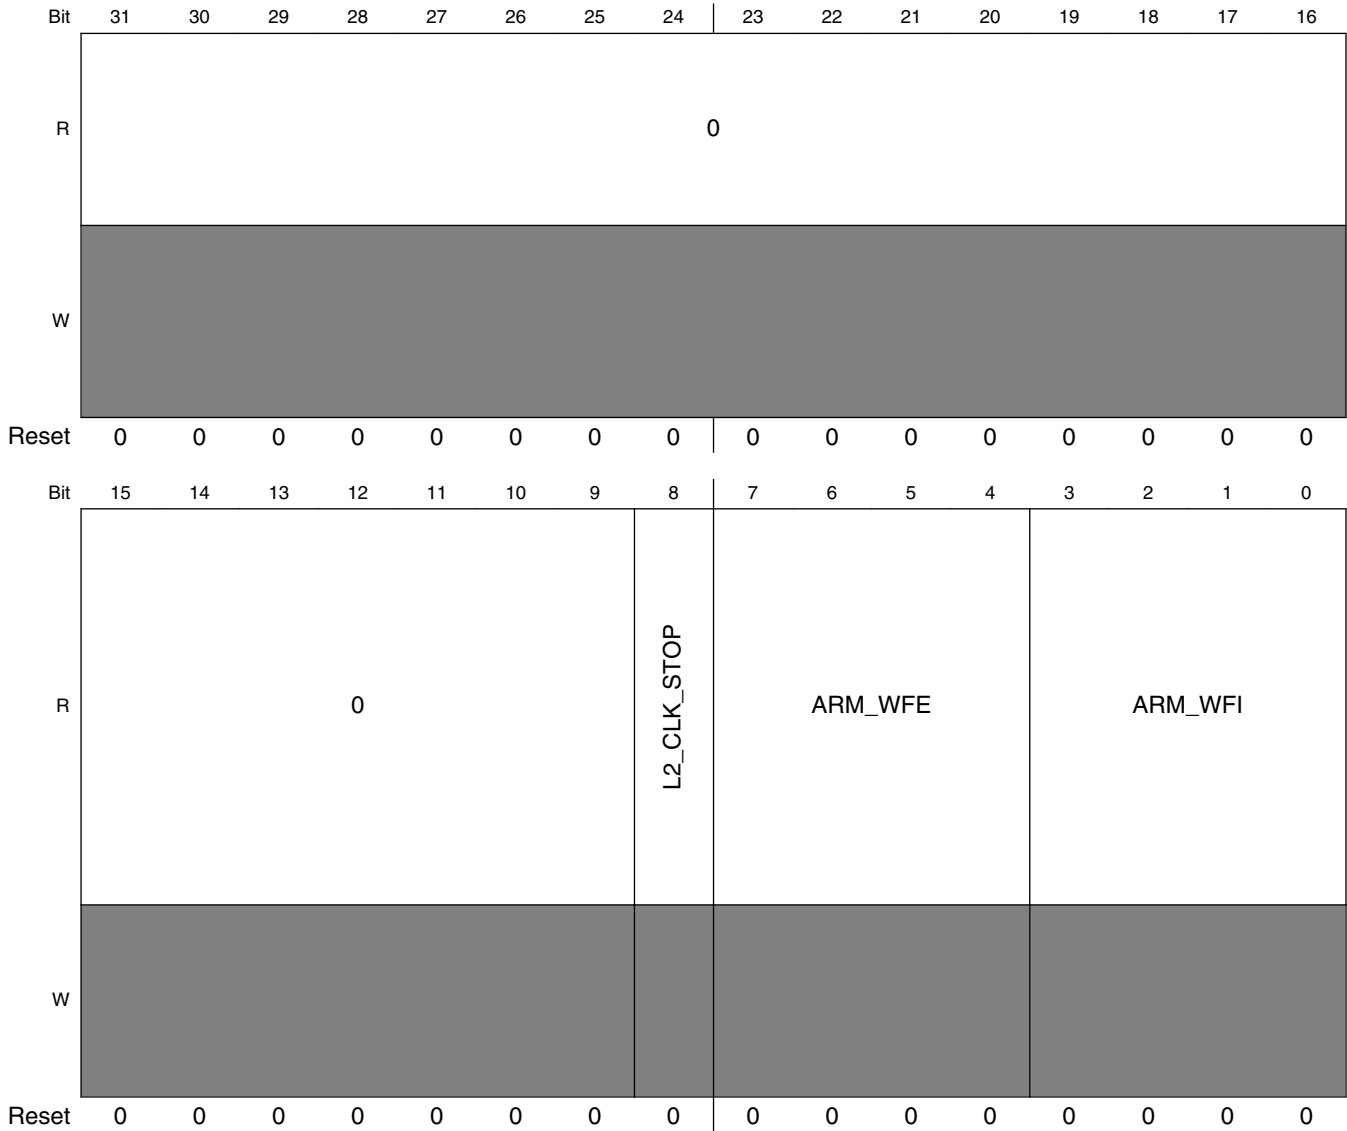 Bit 31 30 29 28 27 26 25 24 23 22 21 20 19 18 17 16
R 0
W
Reset 0 0 0 0 0 0 0 0 0 0 0 0 0 0 0 0
Bit 15 14 13 12 11 10 9 8 7 6 5 4 3 2 1 0
R 0 L2_CLK_STOP ARM_WFE ARM_WFI
W
Reset 0 0 0 0 0 0 0 0 0 0 0 0 0 0 0 0